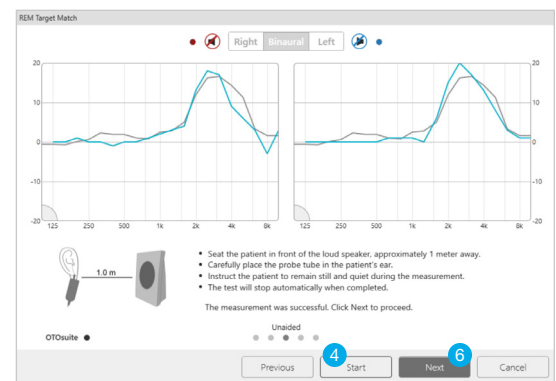 REM Target Match
Right Binaural Left
20 20
10 10
0 0
-10 -10
-20 -20
125 250 500 1k 2k 4k 8k 125 250 500 1k 2k 4k 8k
1.0 m
• Seat the patient in front of the loud speaker, approximately 1 meter away.
• Carefully place the probe tube in the patient's ear.
• Instruct the patient to remain still and quiet during the measurement.
• The test will stop automatically when completed.
The measurement was successful. Click Next to proceed.
Unaided
OTOsuite
4 6
Previous Start Next Cancel